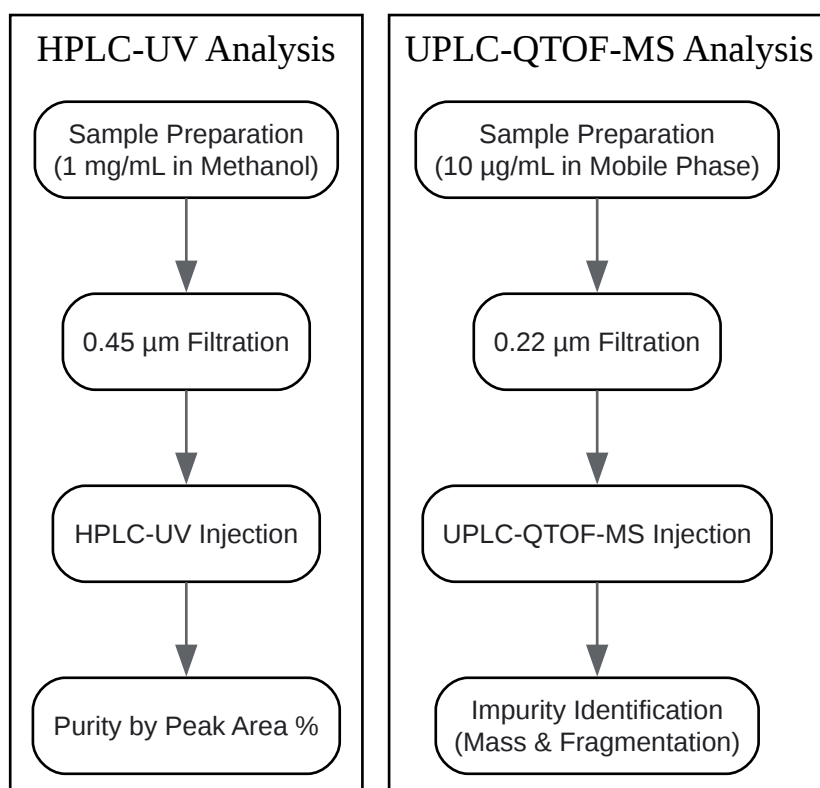 HPLC-UV Analysis
Sample Preparation
(1 mg/mL in Methanol)
0.45 µm Filtration
HPLC-UV Injection
Purity by Peak Area %
UPLC-QTOF-MS Analysis
Sample Preparation
(10 µg/mL in Mobile Phase)
0.22 µm Filtration
UPLC-QTOF-MS Injection
Impurity Identification
(Mass & Fragmentation)